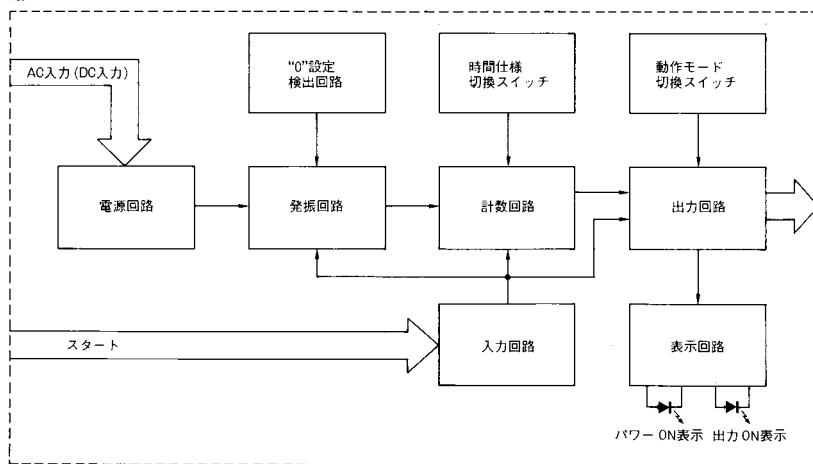 AC入力(DC入力)
"0"設定
検出回路
時間仕様
切換スイッチ
動作モード
切換スイッチ
電源回路
発振回路
計数回路
出力回路
スタート
入力回路
表示回路
パワーON表示 出力ON表示